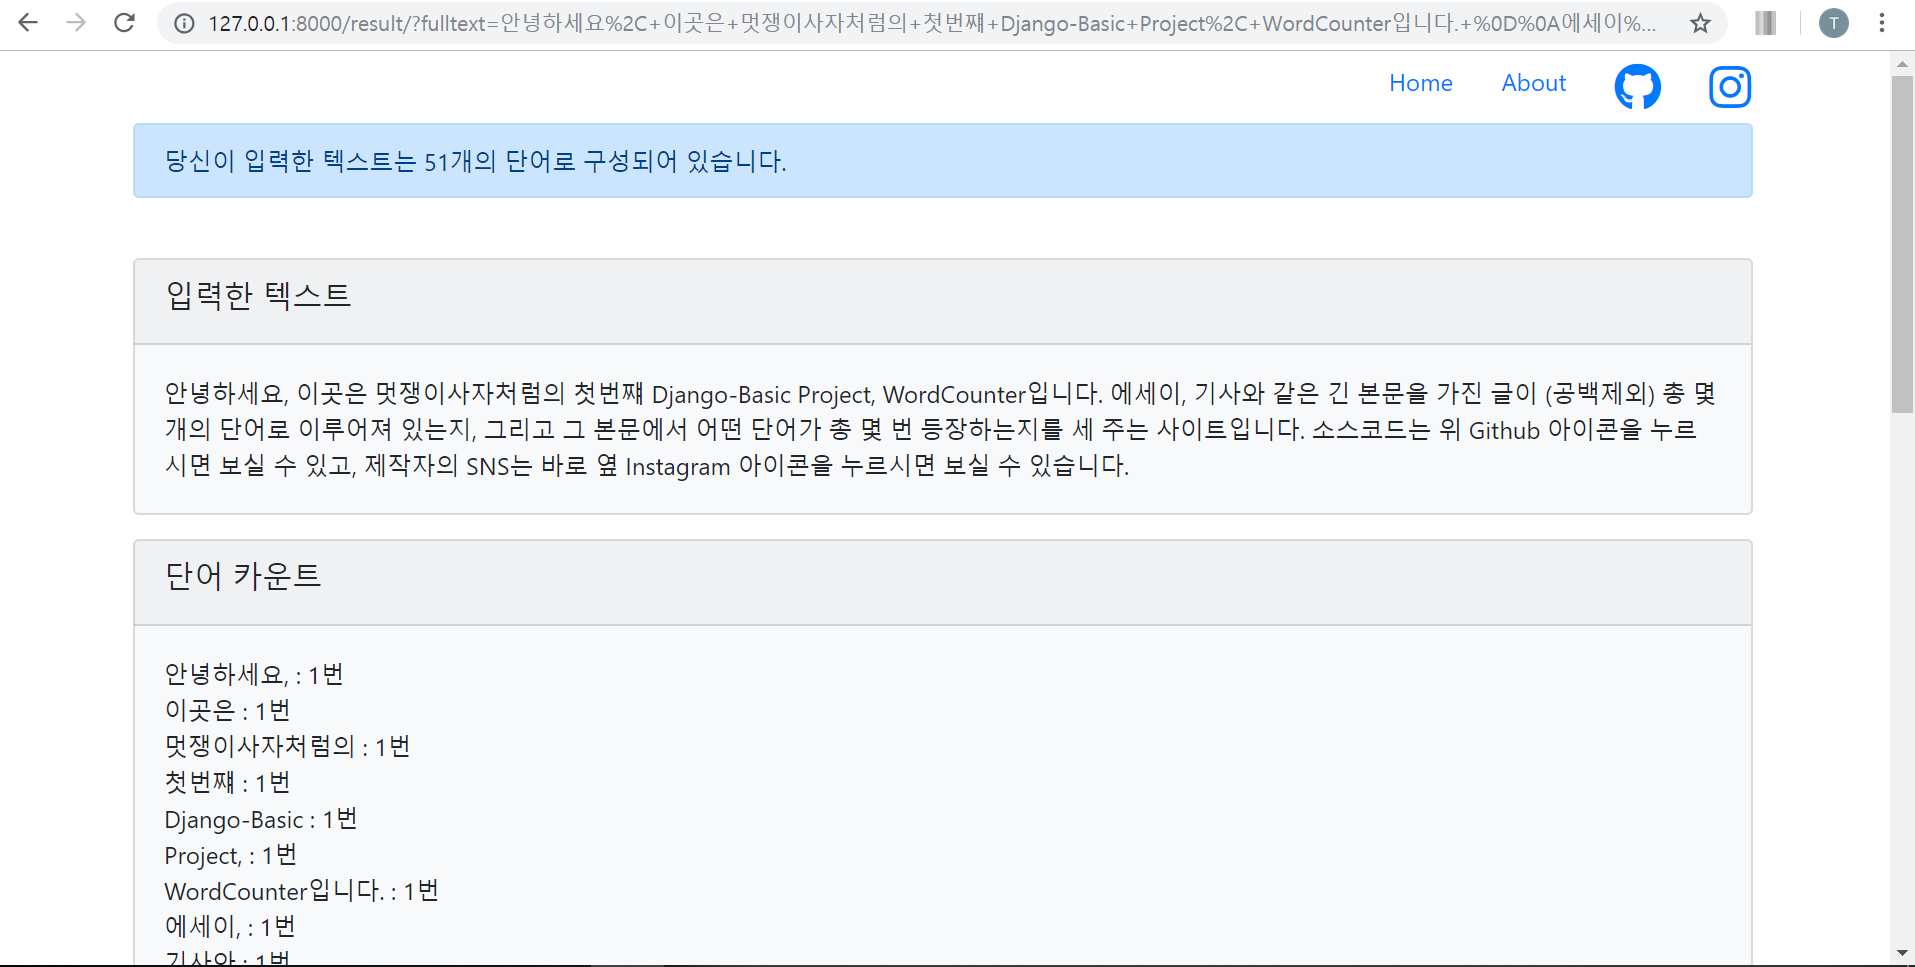 127.0.0.1:8000/result/?fulltext=안녕하세요%2C+이곳은+멋쟁이사자처럼의+첫번쨰+Django-Basic+Project%2C+WordCounter입니다.+%0D%0A에세이%...
T
Home About
당신이 입력한 텍스트는 51개의 단어로 구성되어 있습니다.
입력한 텍스트
안녕하세요, 이곳은 멋쟁이사자처럼의 첫번쨰 Django-Basic Project, WordCounter입니다. 에세이, 기사와 같은 긴 본문을 가진 글이 (공백제외) 총 몇
개의 단어로 이루어져 있는지, 그리고 그 본문에서 어떤 단어가 총 몇 번 등장하는지를 세 주는 사이트입니다. 소스코드는 위 Github 아이콘을 누르
시면 보실 수 있고, 제작자의 SNS는 바로 옆 Instagram 아이콘을 누르시면 보실 수 있습니다.
단어 카운트
안녕하세요, : 1번
이곳은 : 1번
멋쟁이사자처럼의 : 1번
첫번쨰 : 1번
Django-Basic : 1번
Project, : 1번
WordCounter입니다. : 1번
에세이, : 1번
기사와 : 1번